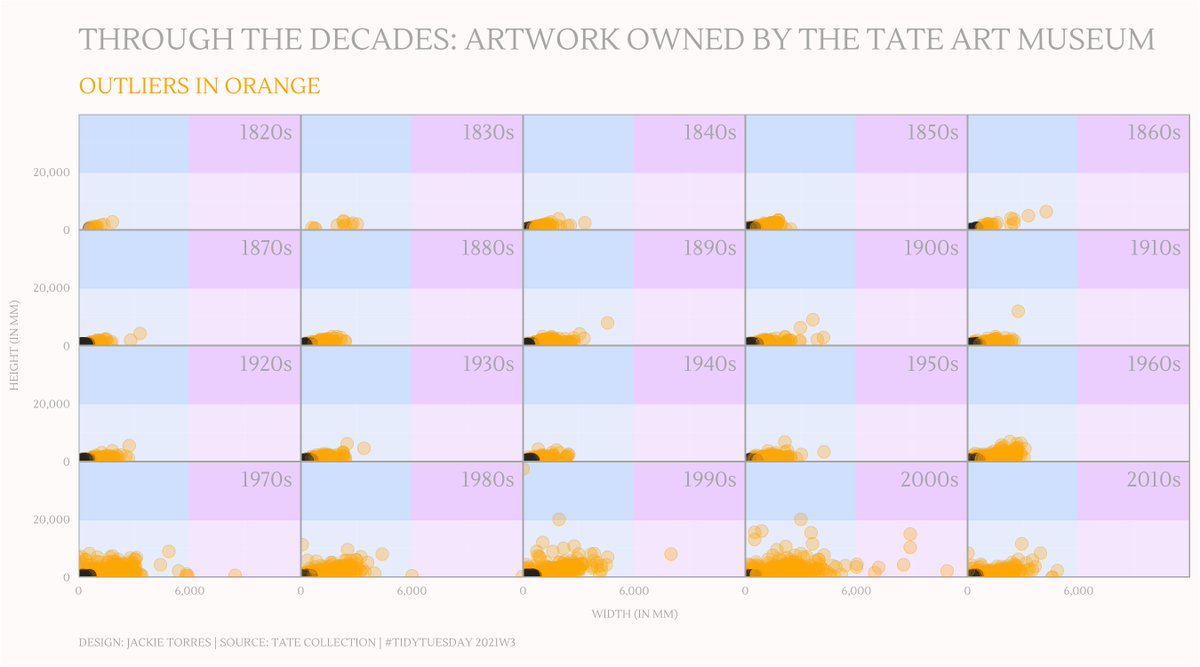 THROUGH THE DECADES: ARTWORK OWNED BY THE TATE ART MUSEUM
OUTLIERS IN ORANGE
1820s 1830s 1840s 1850s 1860s
20,000
0
1870s 1880s 1890s 1900s 1910s
20,000
0
HEIGHT (IN MM)
1920s 1930s 1940s 1950s 1960s
20,000
0
1970s 1980s 1990s 2000s 2010s
20,000
0
0 6,000 0 6,000 0 6,000 0 6,000 0 6,000
WIDTH (IN MM)
DESIGN: JACKIE TORRES | SOURCE: TATE COLLECTION | #TIDYTUESDAY 2021W3